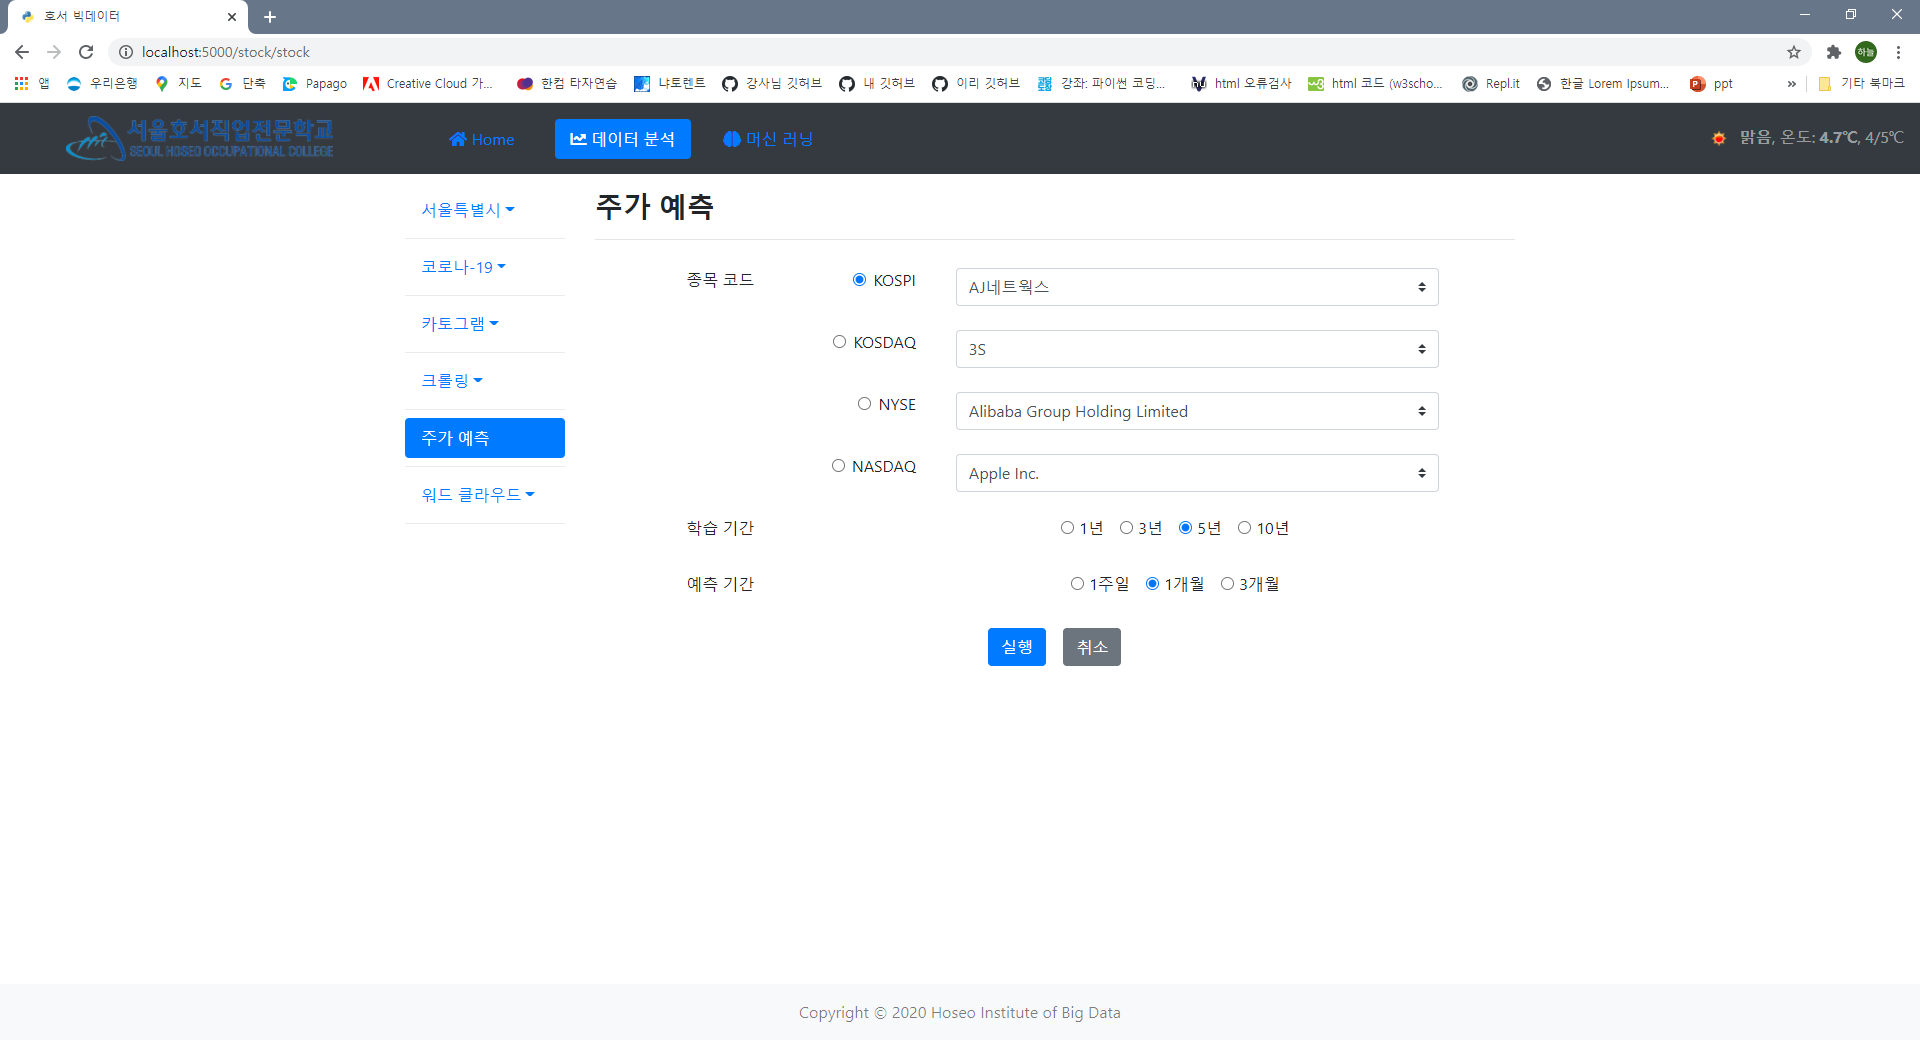 호서 빅데이터
localhost:5000/stock/stock
하늘
앱 우리은행 지도 단축 Papago Creative Cloud 가... 한컴 타자연습 냐토렌트 강사님 깃허브 내 깃허브 이리 깃허브 강좌: 파이썬 코딩... html 오류검사 html 코드 (w3scho... Repl.it 한글 Lorem Ipsum... ppt » 기타 북마크
서울호서직업전문학교
SEOUL HOSEO OCCUPATIONAL COLLEGE
Home 데이터 분석 머신 러닝
맑음, 온도: 4.7℃, 4/5℃
서울특별시
코로나-19
카토그램
크롤링
주가 예측
워드 클라우드
주가 예측
종목 코드 KOSPI AJ네트웍스
KOSDAQ 3S
NYSE Alibaba Group Holding Limited
NASDAQ Apple Inc.
학습 기간 1년 3년 5년 10년
예측 기간 1주일 1개월 3개월
실행 취소
Copyright © 2020 Hoseo Institute of Big Data